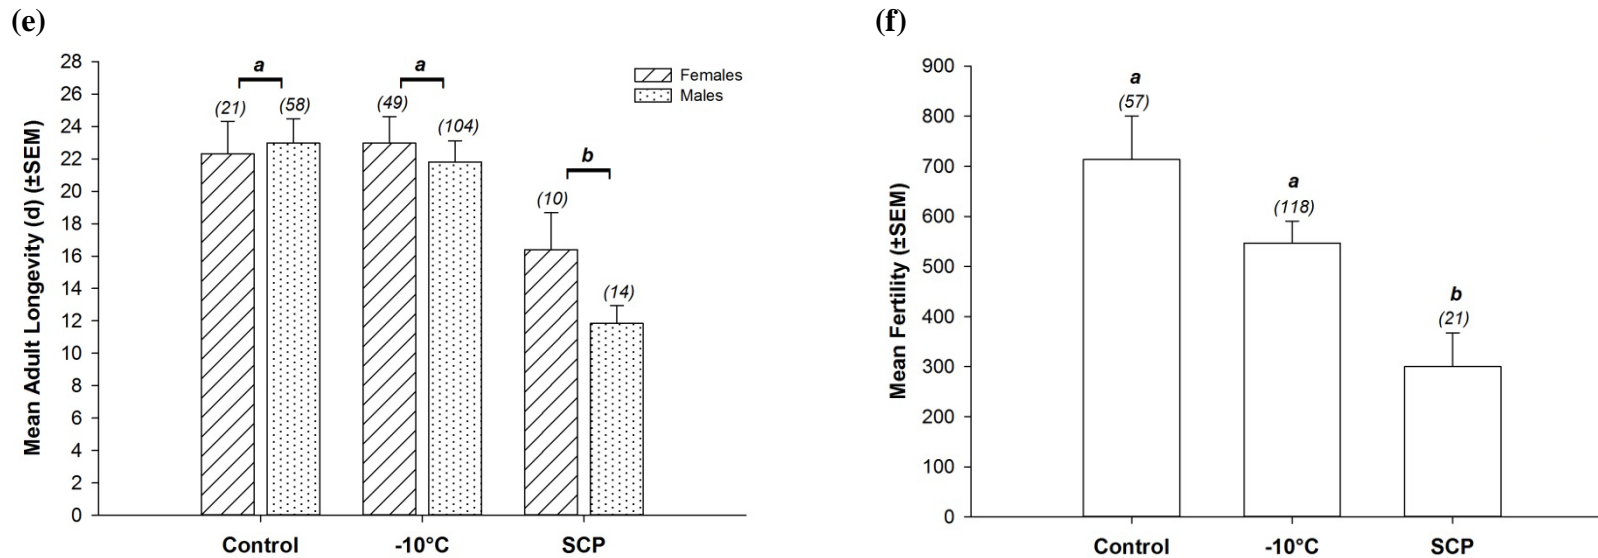 (e)
Mean Adult Longevity (d) (±SEM)
28
26
24
22
20
18
16
14
12
10
8
6
4
2
0
a
(21)
(58)
a
(49)
(104)
b
(10)
(14)
Females
Males
Control
-10°C
SCP
(f)
Mean Fertility (±SEM)
900
800
700
600
500
400
300
200
100
0
a
(57)
a
(118)
b
(21)
Control
-10°C
SCP